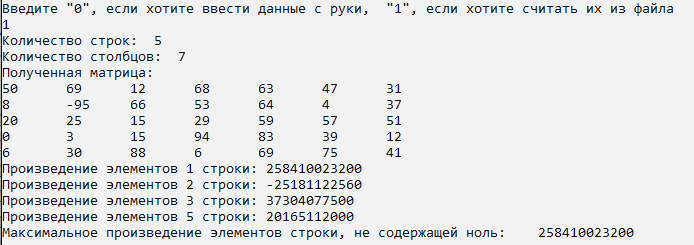 Введите "0", если хотите ввести данные с руки,  "1", если хотите считать их из файла
1
Количество строк:  5
Количество столбцов:  7
Полученная матрица:
50	69	12	68	63	47	31
8	-95	66	53	64	4	37
20	25	15	29	59	57	51
0	3	15	94	83	39	12
6	30	88	6	69	75	41
Произведение элементов 1 строки: 258410023200
Произведение элементов 2 строки: -25181122560
Произведение элементов 3 строки: 37304077500
Произведение элементов 5 строки: 20165112000
Максимальное произведение элементов строки, не содержащей ноль:    258410023200